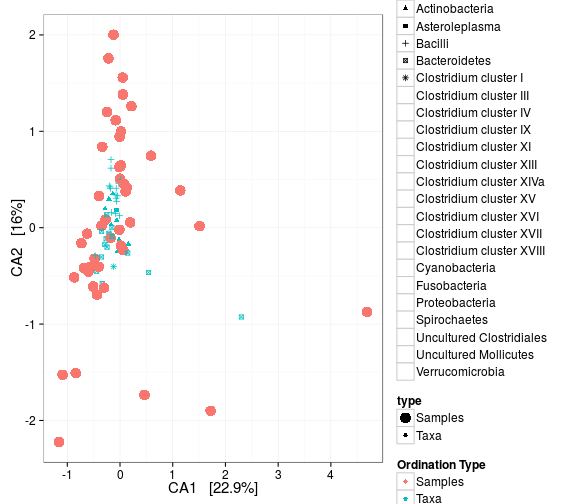 Actinobacteria
Asteroleplasma
Bacilli
Bacteroidetes
Clostridium cluster I
Clostridium cluster III
Clostridium cluster IV
Clostridium cluster IX
Clostridium cluster XI
Clostridium cluster XIII
Clostridium cluster XIVa
Clostridium cluster XV
Clostridium cluster XVI
Clostridium cluster XVII
Clostridium cluster XVIII
Cyanobacteria
Fusobacteria
Proteobacteria
Spirochaetes
Uncultured Clostridiales
Uncultured Mollicutes
Verrucomicrobia
type
Samples
Taxa
Ordination Type
Samples
Taxa
2
1
0
-1
-2
CA2 [16%]
-1 0 1 2 3 4
CA1 [22.9%]